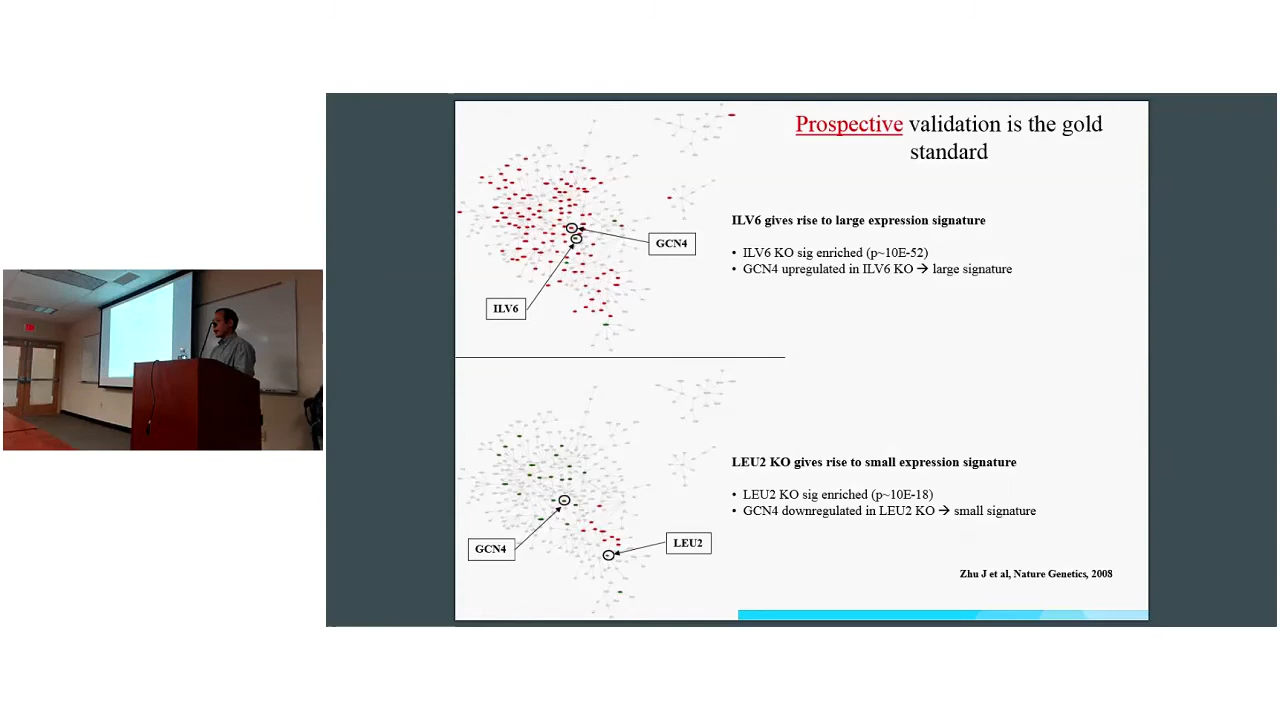 Prospective validation is the gold
standard
ILV6 gives rise to large expression signature
• ILV6 KO sig enriched (p~10E-52)
• GCN4 upregulated in ILV6 KO → large signature
GCN4
ILV6
LEU2 KO gives rise to small expression signature
• LEU2 KO sig enriched (p~10E-18)
• GCN4 downregulated in LEU2 KO → small signature
GCN4
LEU2
Zhu J et al, Nature Genetics, 2008